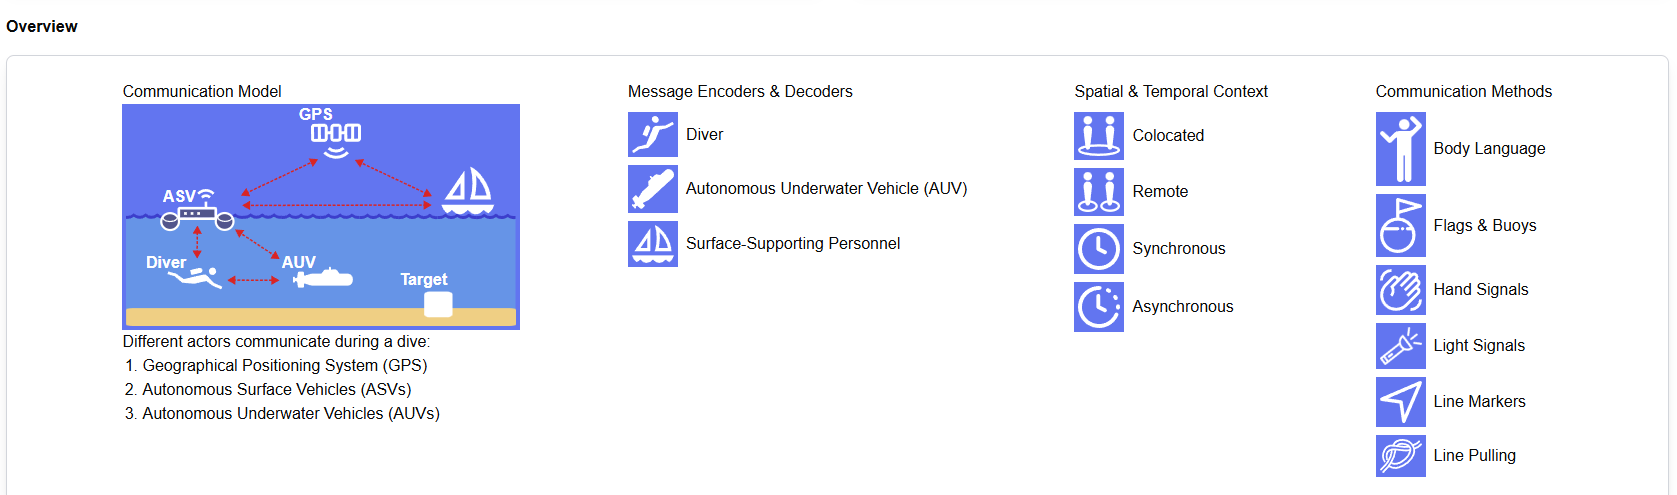 Overview
Communication Model
GPS
ASV
Diver
AUV
Target
Different actors communicate during a dive:
1. Geographical Positioning System (GPS)
2. Autonomous Surface Vehicles (ASVs)
3. Autonomous Underwater Vehicles (AUVs)
Message Encoders & Decoders
Diver
Autonomous Underwater Vehicle (AUV)
Surface-Supporting Personnel
Spatial & Temporal Context
Colocated
Remote
Synchronous
Asynchronous
Communication Methods
Body Language
Flags & Buoys
Hand Signals
Light Signals
Line Markers
Line Pulling